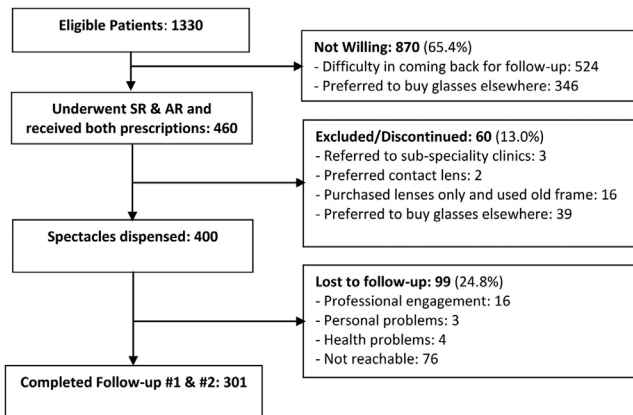 Eligible Patients: 1330
Not Willing: 870 (65.4%)
- Difficulty in coming back for follow-up: 524
- Preferred to buy glasses elsewhere: 346
Underwent SR & AR and
received both prescriptions: 460
Excluded/Discontinued: 60 (13.0%)
- Referred to sub-speciality clinics: 3
- Preferred contact lens: 2
- Purchased lenses only and used old frame: 16
- Preferred to buy glasses elsewhere: 39
Spectacles dispensed: 400
Lost to follow-up: 99 (24.8%)
- Professional engagement: 16
- Personal problems: 3
- Health problems: 4
- Not reachable: 76
Completed Follow-up #1 & #2: 301